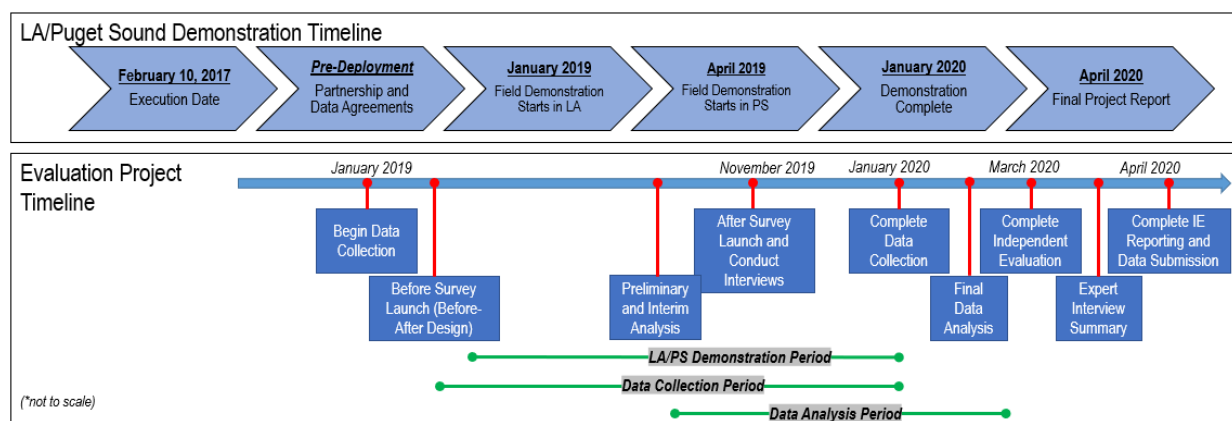 LA/Puget Sound Demonstration Timeline
February 10, 2017
Execution Date
Pre-Deployment
Partnership and
Data Agreements
January 2019
Field Demonstration
Starts in LA
April 2019
Field Demonstration
Starts in PS
January 2020
Demonstration
Complete
April 2020
Final Project Report
Evaluation Project
Timeline
January 2019
November 2019
January 2020
March 2020
April 2020
Begin Data
Collection
Before Survey
Launch (Before-
After Design)
Preliminary
and Interim
Analysis
After Survey
Launch and
Conduct
Interviews
Complete
Data
Collection
Final
Data
Analysis
Complete
Independent
Evaluation
Expert
Interview
Summary
Complete IE
Reporting and
Data Submission
LA/PS Demonstration Period
Data Collection Period
Data Analysis Period
(*not to scale)